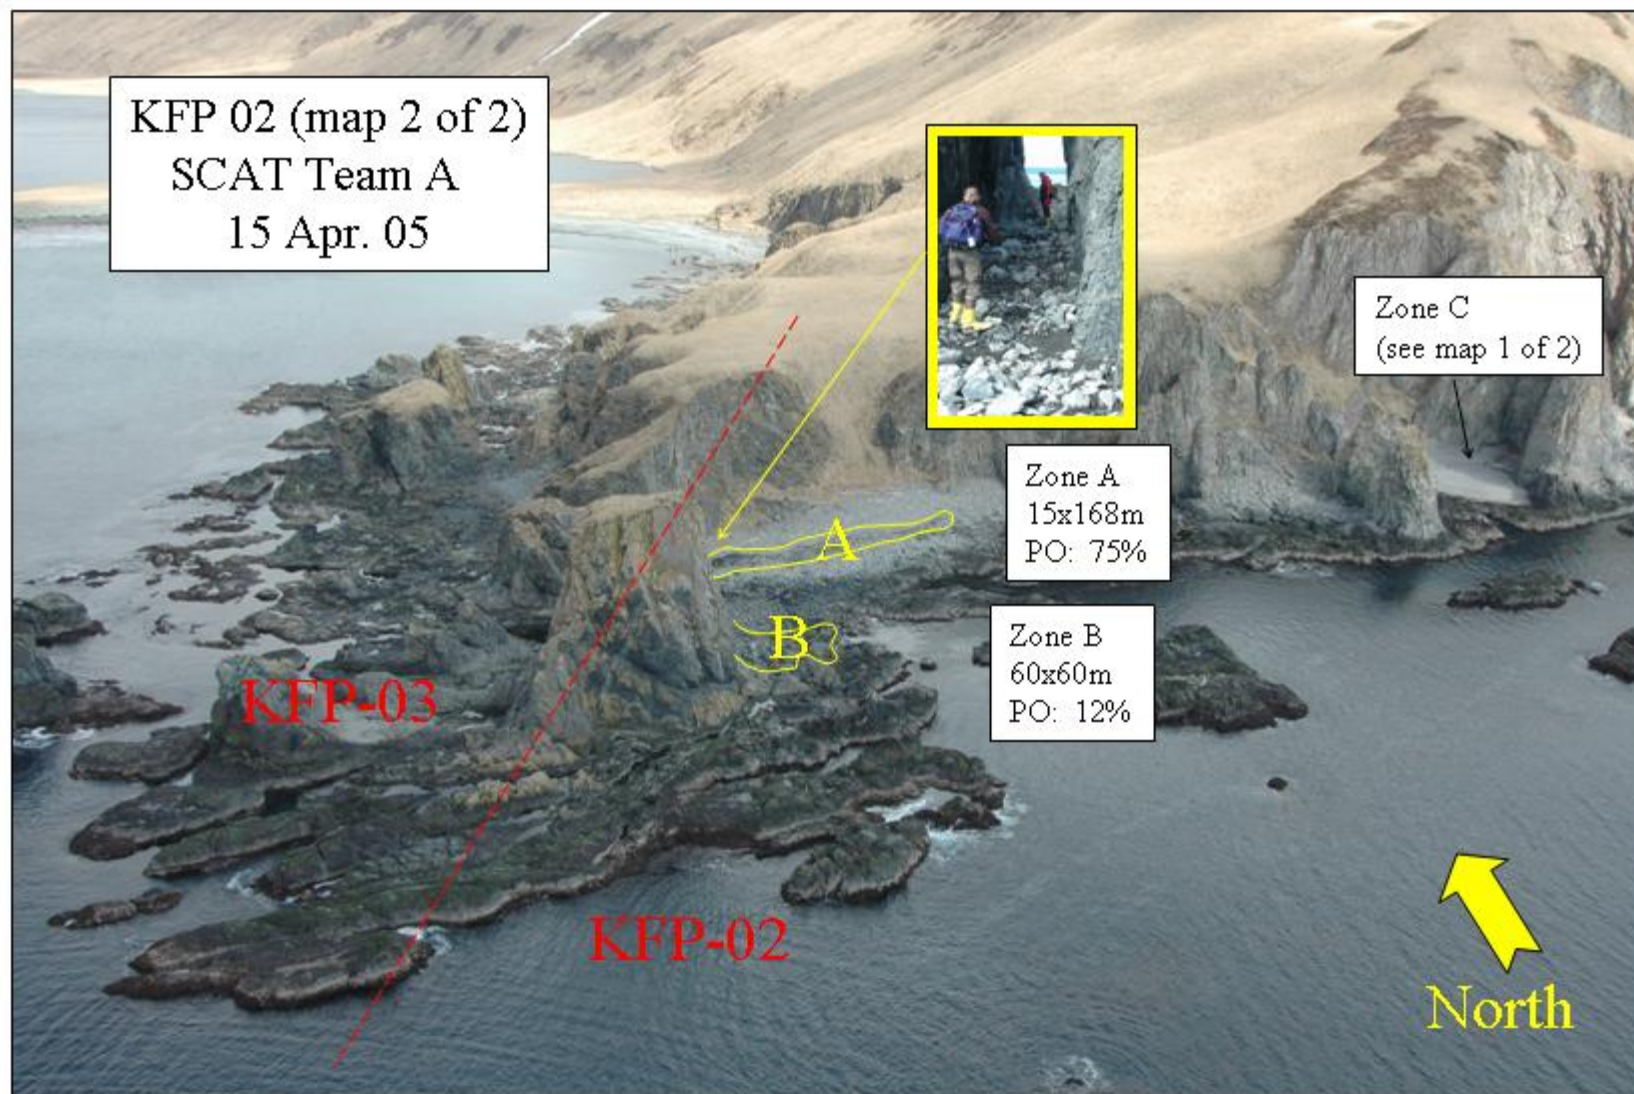 KFP 02 (map 2 of 2)
SCAT Team A
15 Apr. 05
Zone C
(see map 1 of 2)
Zone A
15x168m
PO: 75%
A
B
Zone B
60x60m
PO: 12%
KFP-03
KFP-02
North